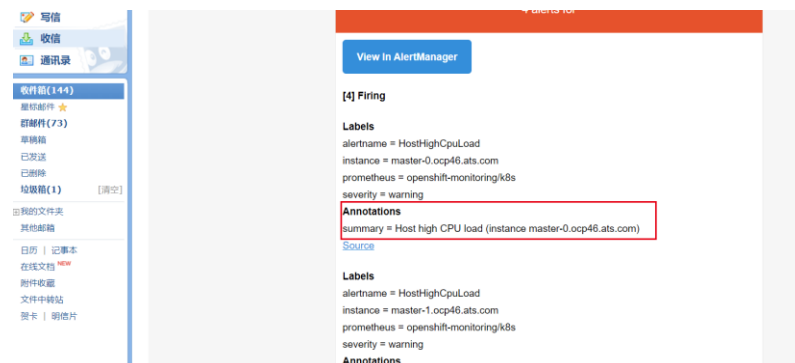 写信
收信
通讯录
收件箱(144)
星标邮件
群邮件(73)
草稿箱
已发送
已删除
垃圾箱(1) [清空]
我的文件夹
其他邮箱
日历 | 记事本
在线文档 NEW
附件收藏
文件中转站
贺卡 | 明信片
4 alerts for
View In AlertManager
[4] Firing
Labels
alertname = HostHighCpuLoad
instance = master-0.ocp46.ats.com
prometheus = openshift-monitoring/k8s
severity = warning
Annotations
summary = Host high CPU load (instance master-0.ocp46.ats.com)
Source
Labels
alertname = HostHighCpuLoad
instance = master-1.ocp46.ats.com
prometheus = openshift-monitoring/k8s
severity = warning
Annotations